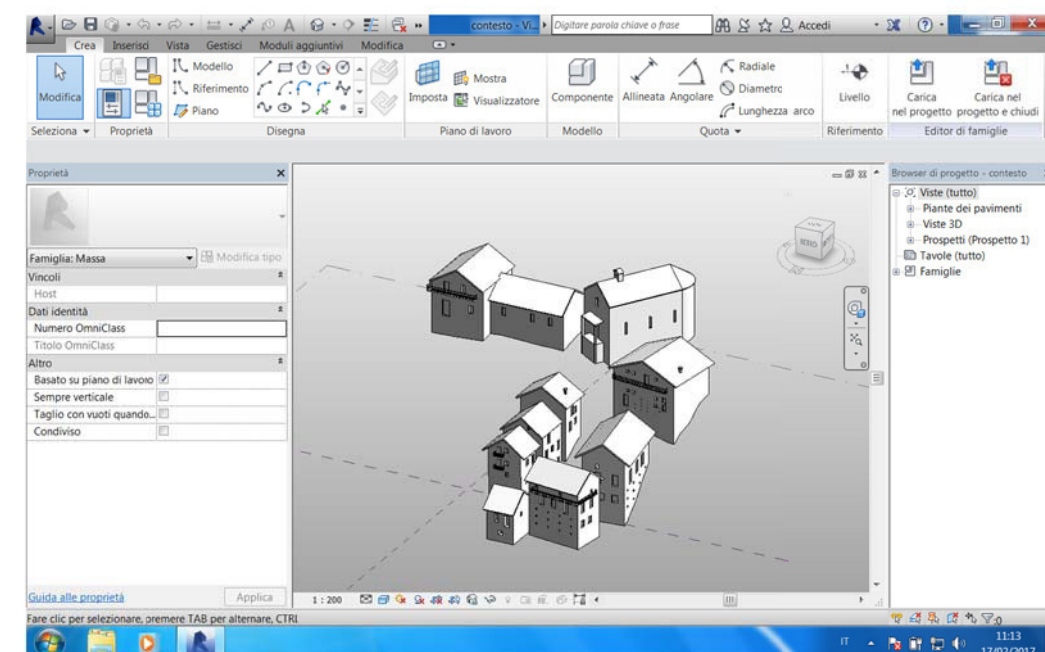 contesto - Vi...
Digitare parola chiave o frase
Accedi
Crea
Inserisci
Vista
Gestisci
Moduli aggiuntivi
Modifica
Modifica
Modello
Riferimento
Piano
Imposta
Mostra
Visualizzatore
Componente
Allineata
Angolare
Radiale
Diametro
Lunghezza arco
Livello
Carica nel progetto
Carica nel progetto e chiudi
Seleziona
Proprietà
Disegna
Piano di lavoro
Modello
Quota
Riferimento
Editor di famiglie
Proprietà
Famiglia: Massa
Modifica tipo
Vincoli
Host
Dati identità
Numero OmniClass
Titolo OmniClass
Altro
Basato su piano di lavoro
Sempre verticale
Taglio con vuoti quando...
Condiviso
Guida alle proprietà
Applica
1 : 200
Browser di progetto - contesto
Viste (tutto)
Piante dei pavimenti
Viste 3D
Prospetti (Prospetto 1)
Tavole (tutto)
Famiglie
Fare clic per selezionare, premere TAB per alternare, CTRL
:0
IT
11:13
17/02/2017